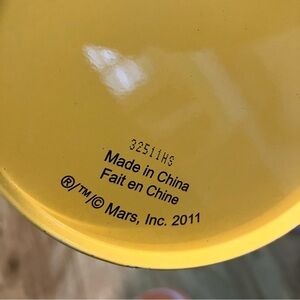 32511HS
Made in China
Fait en Chine
®/™/© Mars, Inc. 2011